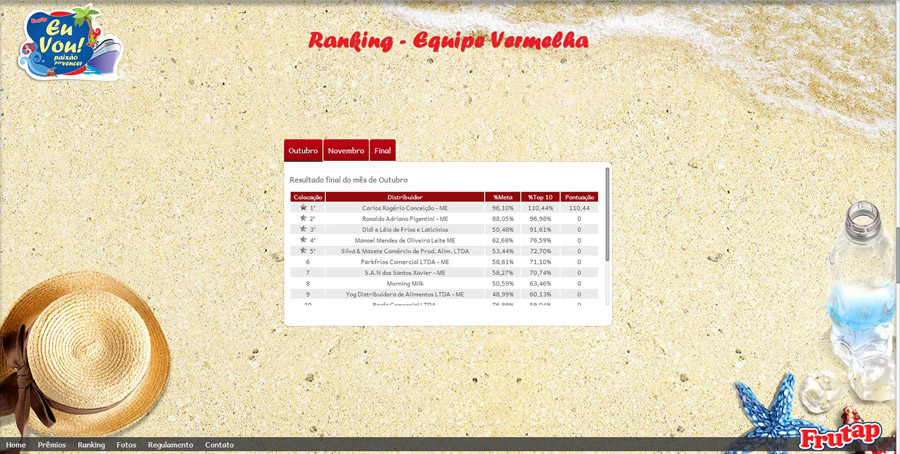 Frutap
Eu
Vou!
paixão
por vencer
Ranking - Equipe Vermelha
Outubro Novembro Final
Resultado final do mês de Outubro
Colocação Distribuidor %Meta %Top 10 Pontuação
1° Carlos Rogério Conceição - ME 96,10% 110,44% 110,44
2° Ronaldo Adriano Pigentini - ME 88,05% 96,98% 0
3° Didi e Léia de Frios e Laticínios 50,48% 91,61% 0
4° Manoel Mendes de Oliveira Leite ME 62,68% 76,59% 0
5° Silva & Mazete Comércio de Prod. Alim. LTDA 53,44% 72,70% 0
6 Parkfrios Comercial LTDA - ME 58,61% 71,10% 0
7 S.A.N dos Santos Xavier - ME 58,27% 70,74% 0
8 Morning Milk 50,59% 63,46% 0
9 Yog Distribuidora de Alimentos LTDA - ME 48,99% 60,13% 0
10 Comercial LTDA 0
Home Prêmios Ranking Fotos Regulamento Contato
Frutap